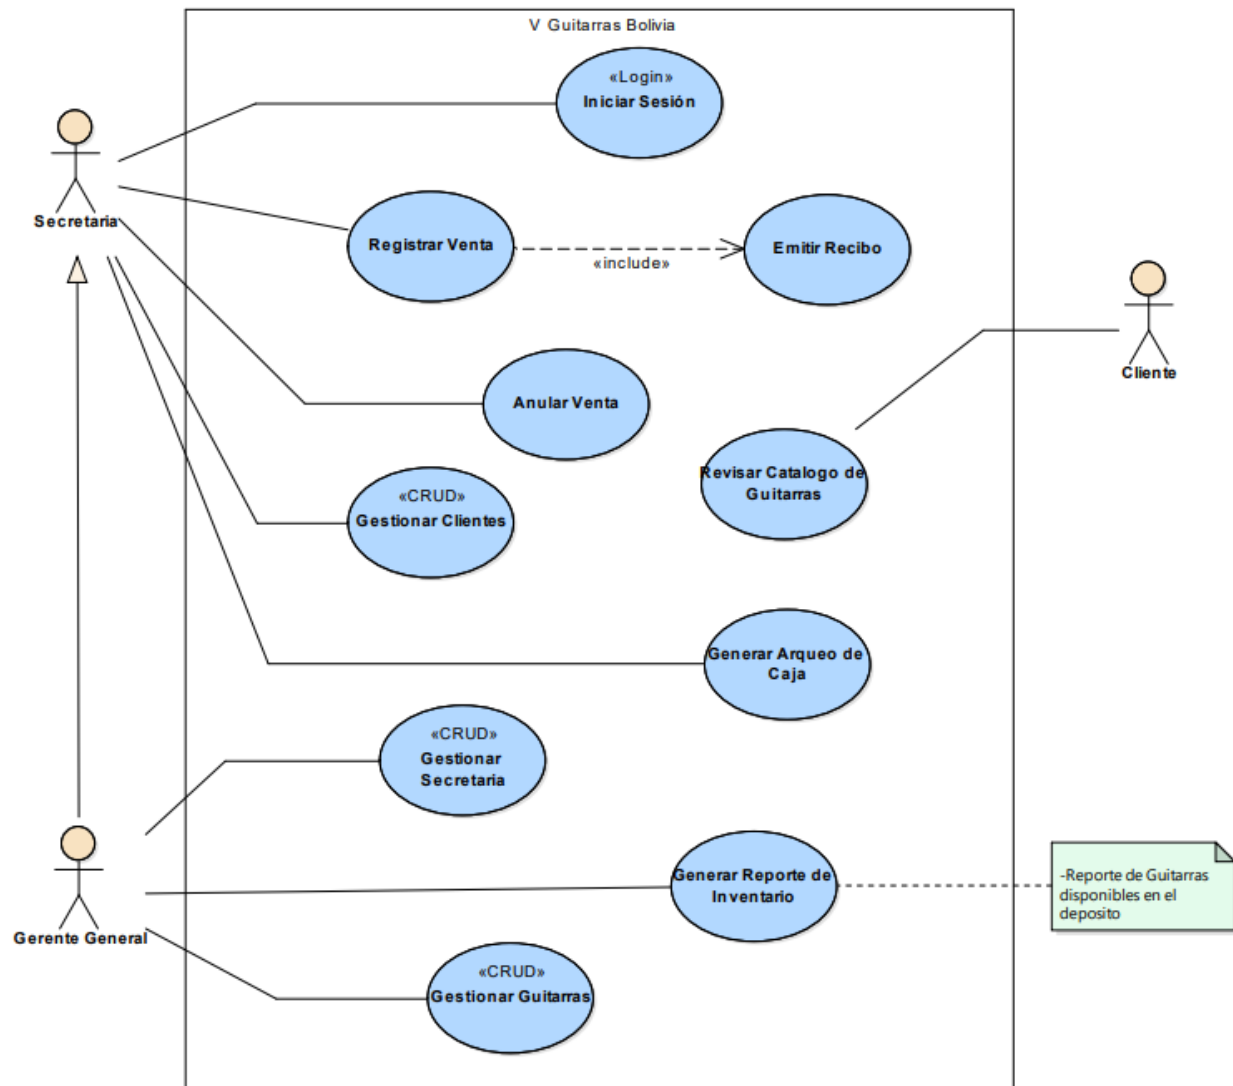 V Guitarras Bolivia
«Login»
Iniciar Sesión
Secretaria
Registrar Venta
«include»
Emitir Recibo
Cliente
Anular Venta
Revisar Catalogo de
Guitarras
«CRUD»
Gestionar Clientes
Generar Arqueo de
Caja
«CRUD»
Gestionar
Secretaria
Generar Reporte de
Inventario
-Reporte de Guitarras
disponibles en el
deposito
Gerente General
«CRUD»
Gestionar Guitarras